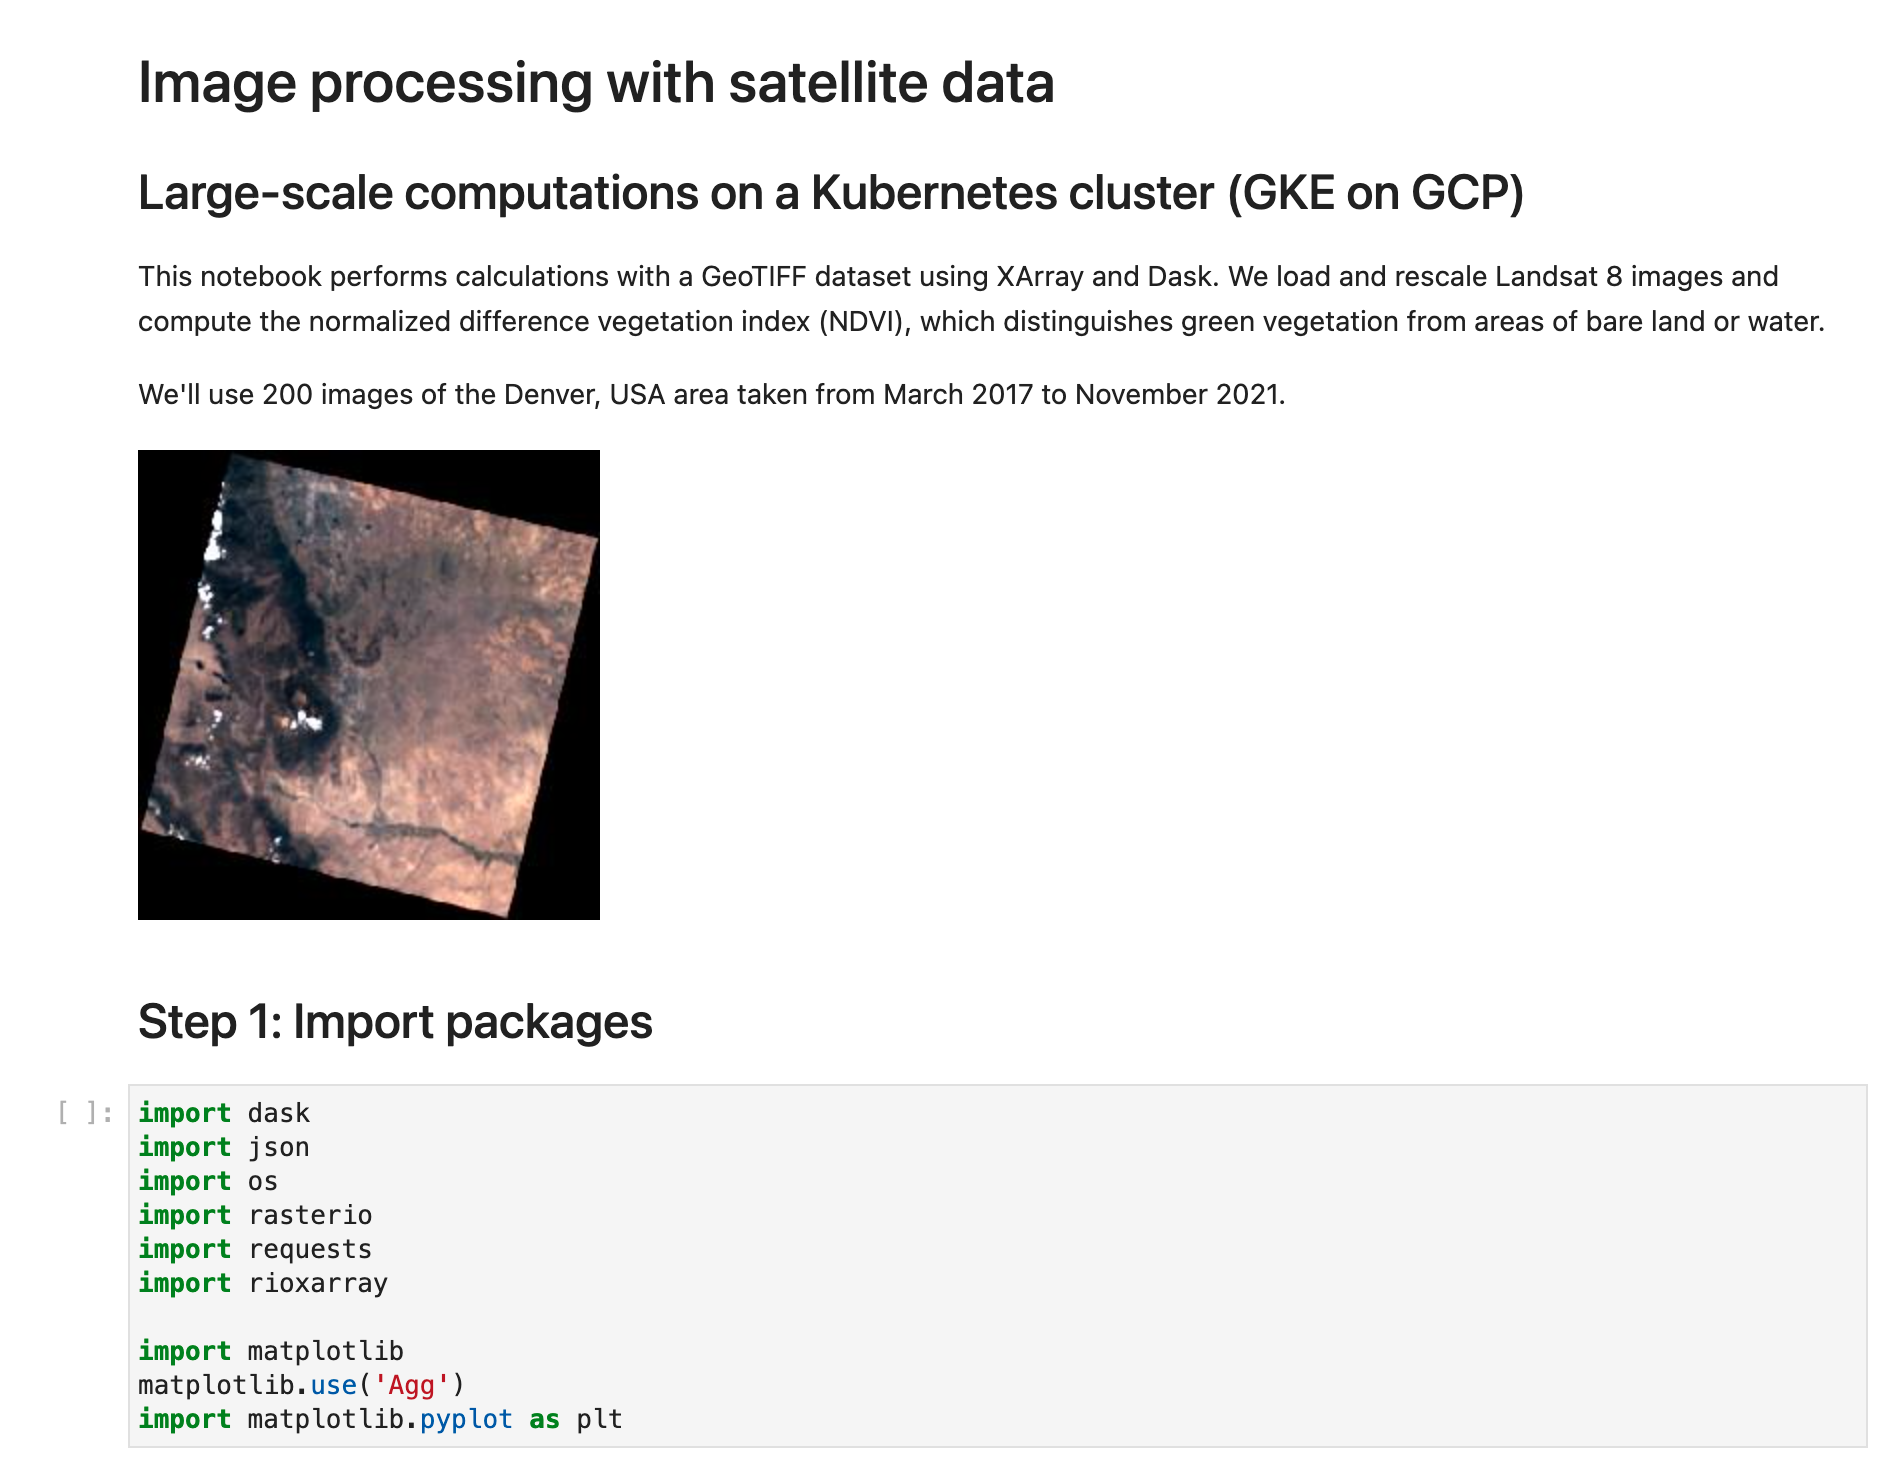 Image processing with satellite data
Large-scale computations on a Kubernetes cluster (GKE on GCP)
This notebook performs calculations with a GeoTIFF dataset using XArray and Dask. We load and rescale Landsat 8 images and
compute the normalized difference vegetation index (NDVI), which distinguishes green vegetation from areas of bare land or water.
We'll use 200 images of the Denver, USA area taken from March 2017 to November 2021.
Step 1: Import packages
[ ]:
import dask
import json
import os
import rasterio
import requests
import rioxarray
import matplotlib
matplotlib.use('Agg')
import matplotlib.pyplot as plt